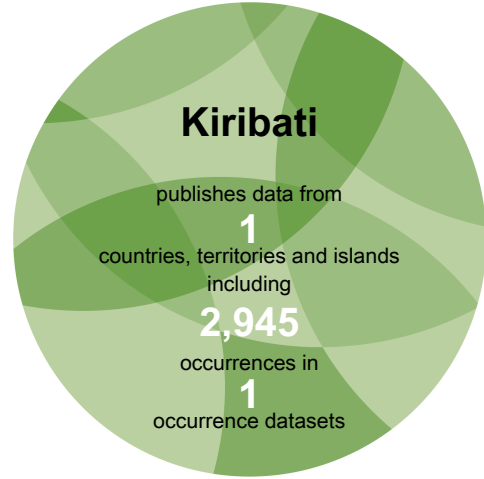 Kiribati
publishes data from
1
countries, territories and islands
including
2,945
occurrences in
1
occurrence datasets